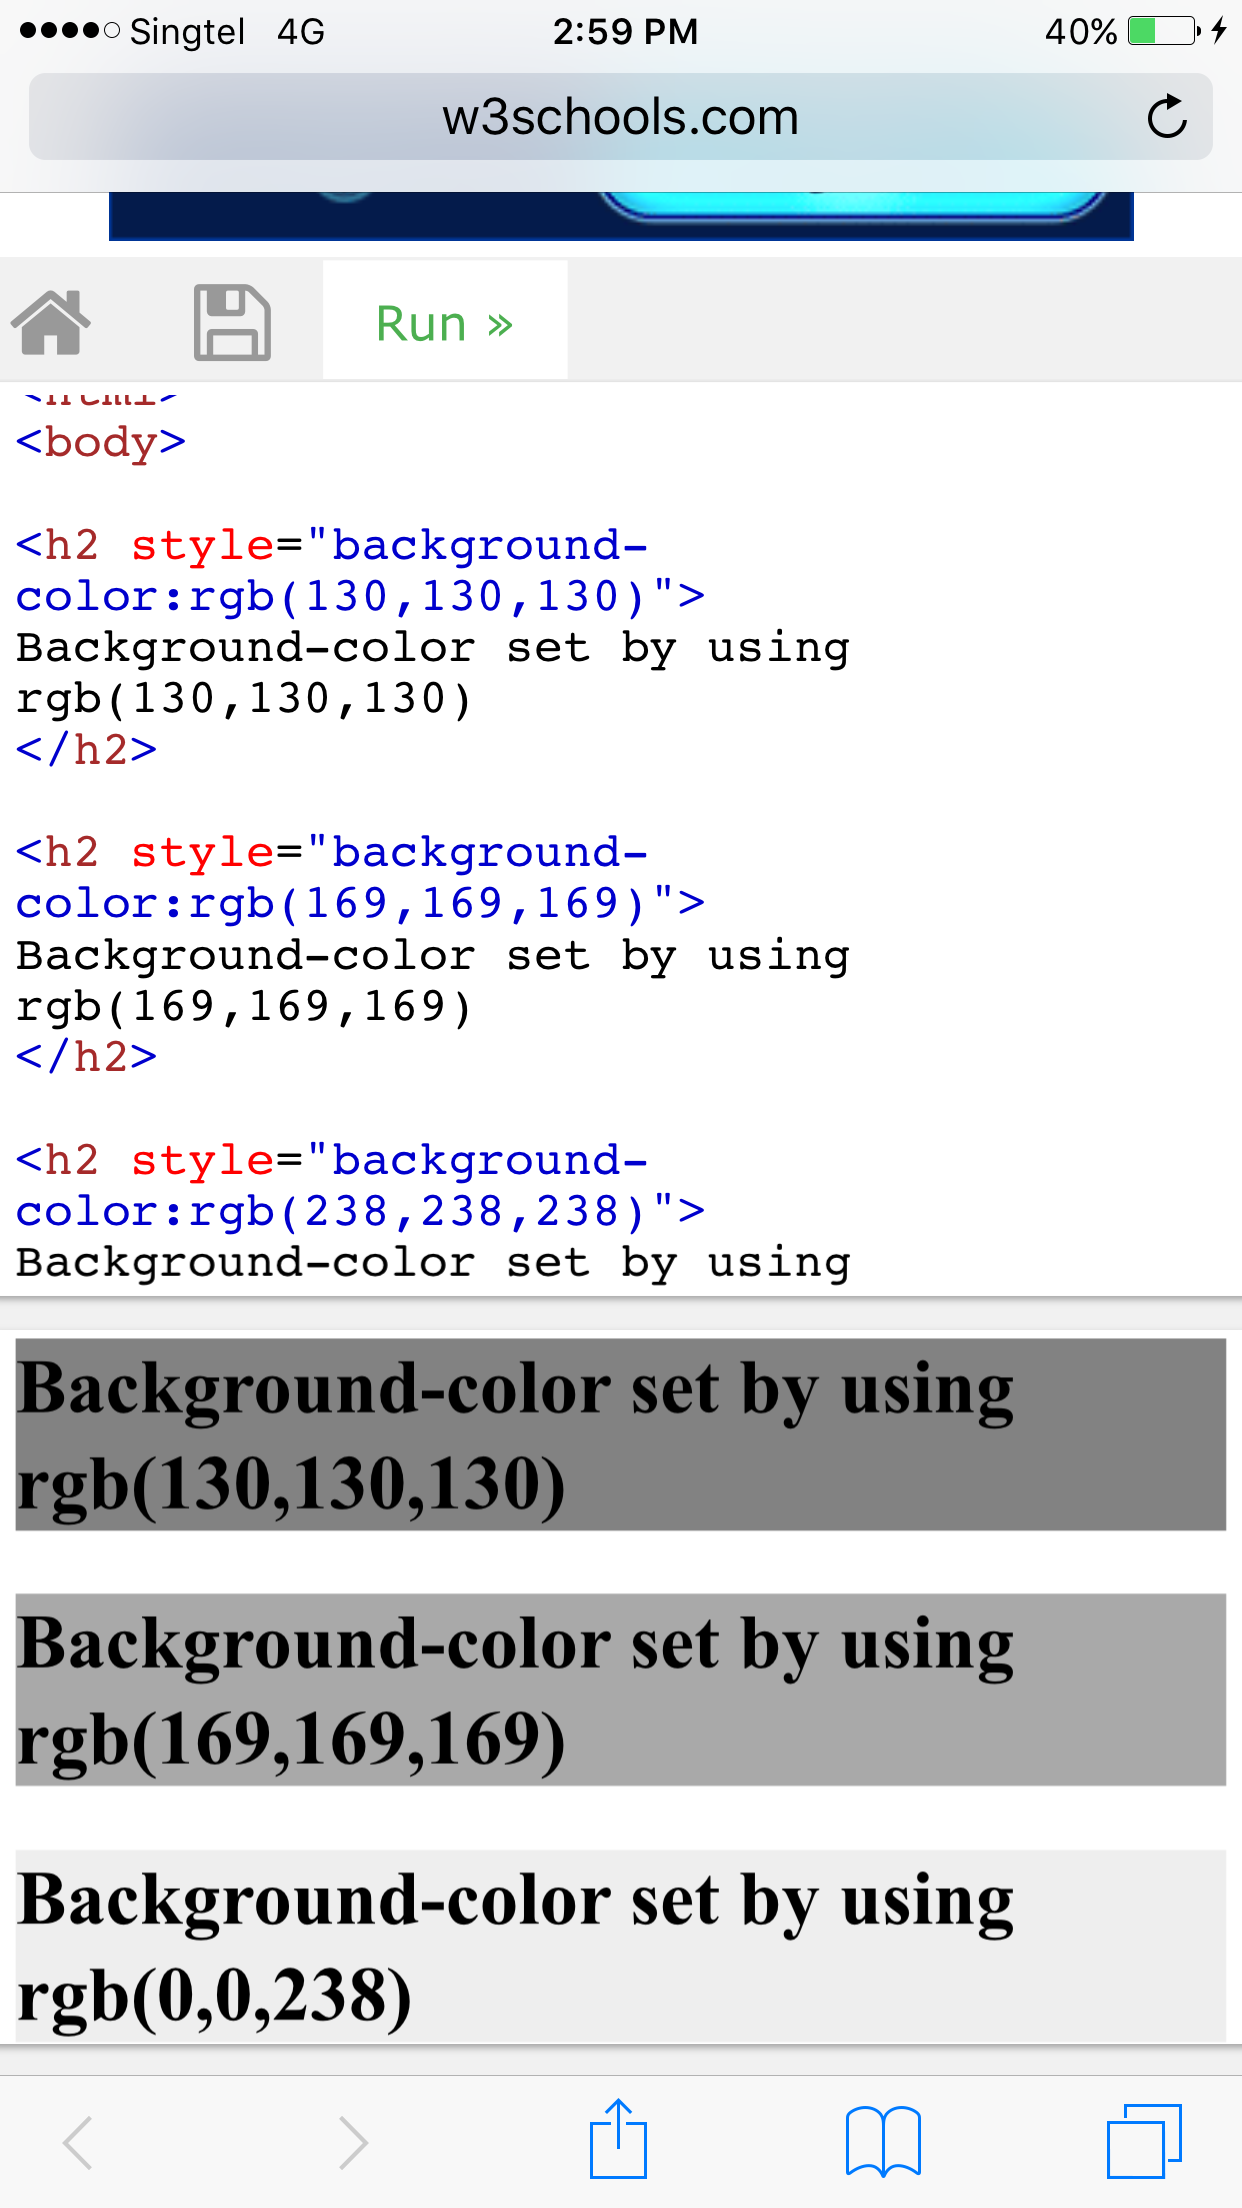 Singtel 4G 2:59 PM 40%
w3schools.com
Run »
<html>
<body>
<h2 style="background-
color:rgb(130,130,130)">
Background-color set by using
rgb(130,130,130)
</h2>
<h2 style="background-
color:rgb(169,169,169)">
Background-color set by using
rgb(169,169,169)
</h2>
<h2 style="background-
color:rgb(238,238,238)">
Background-color set by using
Background-color set by using
rgb(130,130,130)
Background-color set by using
rgb(169,169,169)
Background-color set by using
rgb(0,0,238)